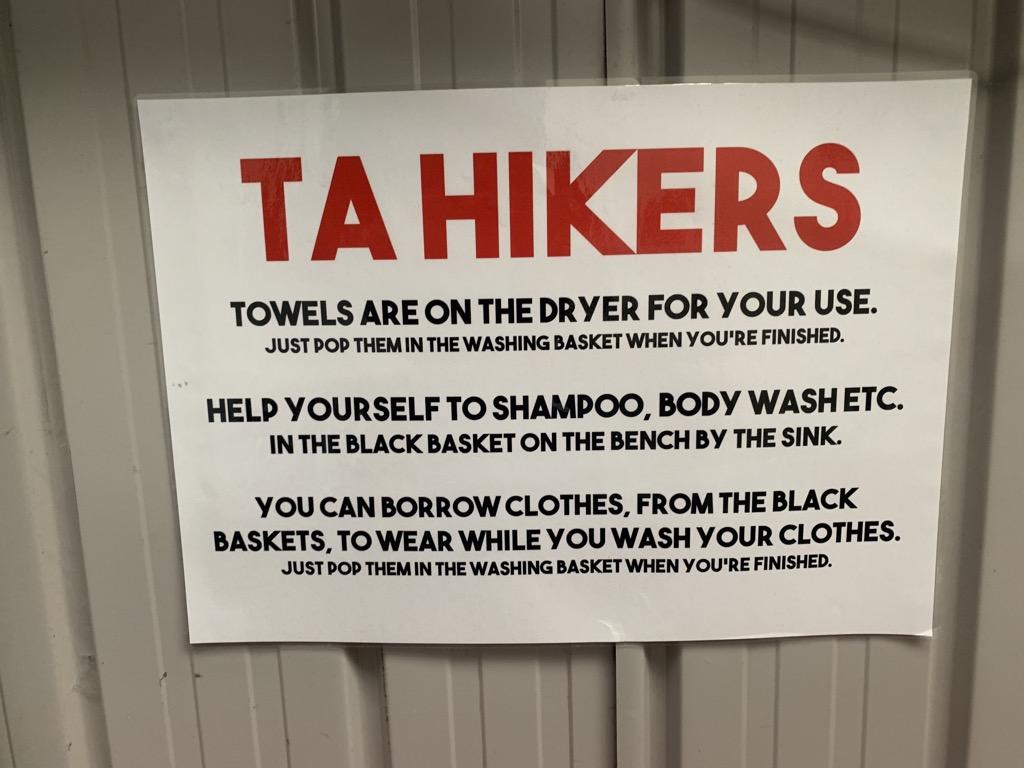 TA HIKERS
TOWELS ARE ON THE DRYER FOR YOUR USE.
JUST POP THEM IN THE WASHING BASKET WHEN YOU'RE FINISHED.
HELP YOURSELF TO SHAMPOO, BODY WASH ETC.
IN THE BLACK BASKET ON THE BENCH BY THE SINK.
YOU CAN BORROW CLOTHES, FROM THE BLACK
BASKETS, TO WEAR WHILE YOU WASH YOUR CLOTHES.
JUST POP THEM IN THE WASHING BASKET WHEN YOU'RE FINISHED.